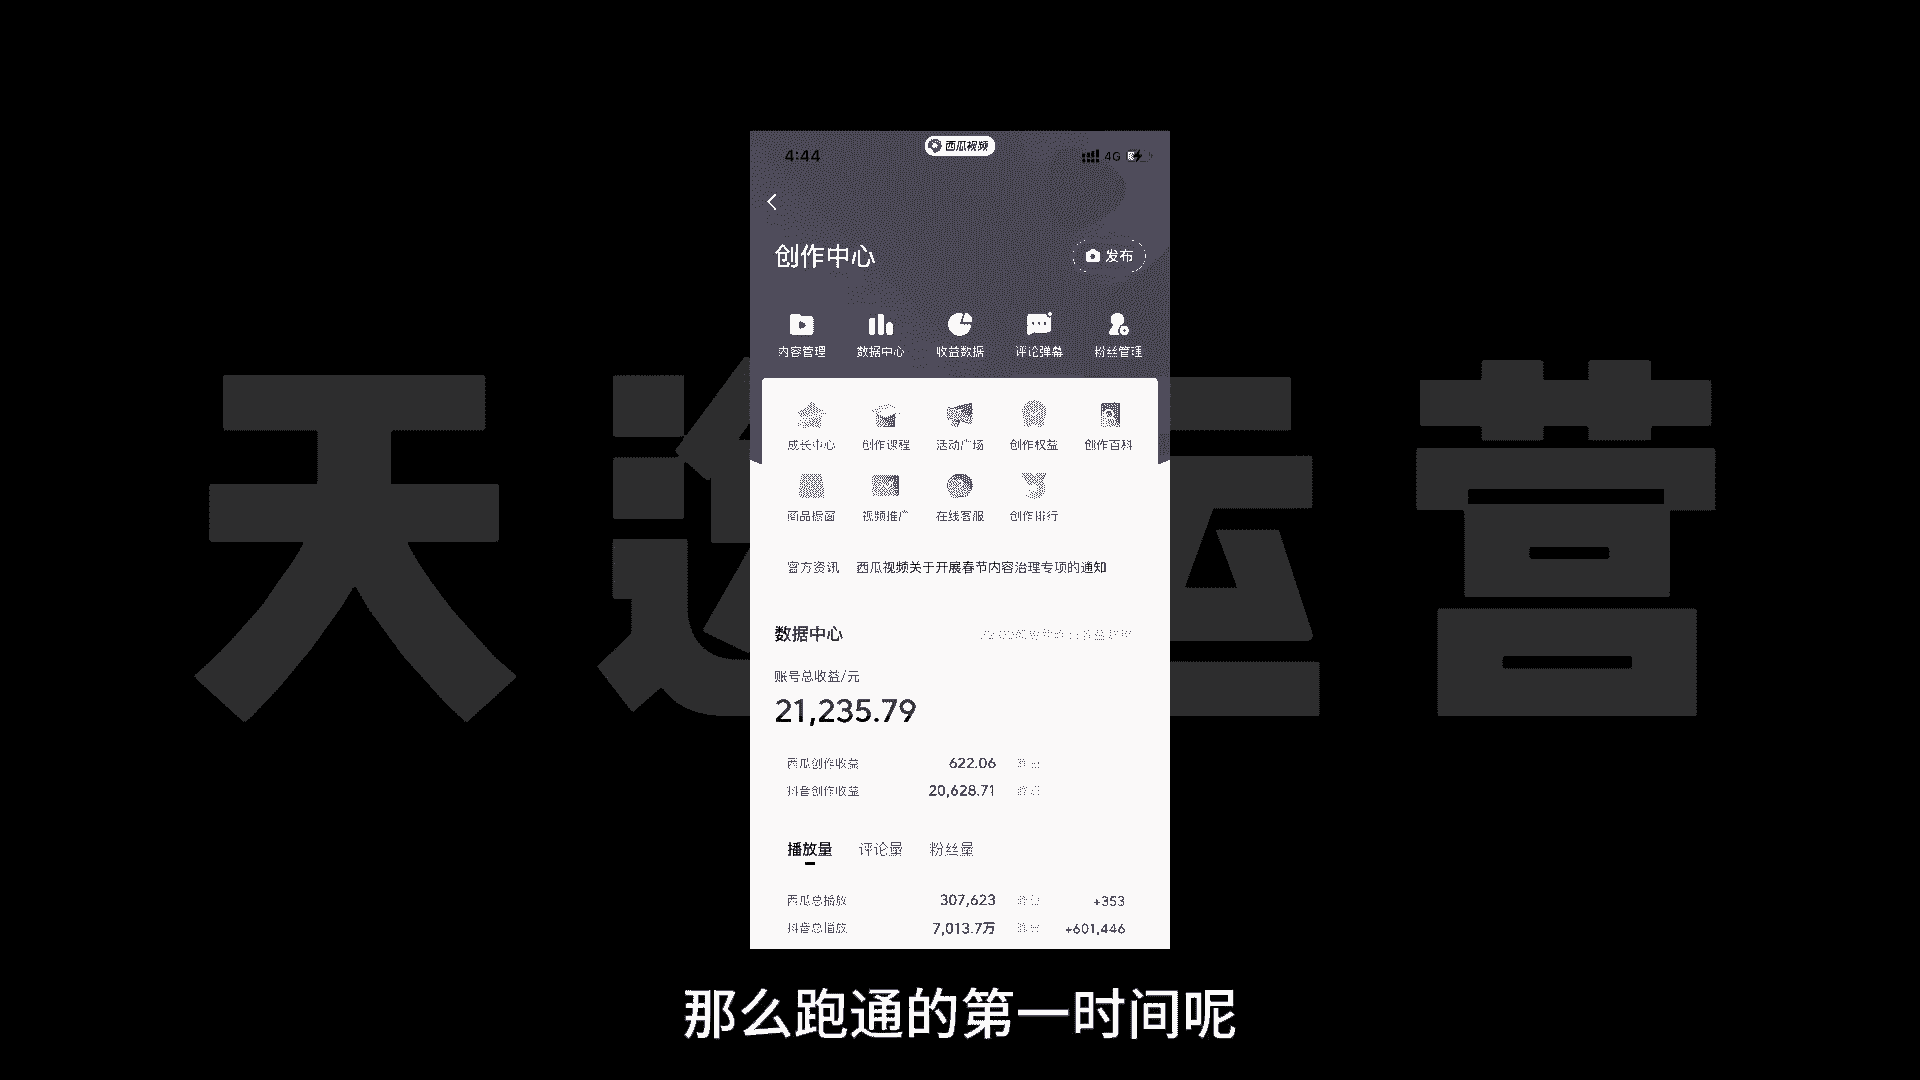 西瓜视频
4:44
4G
创作中心
发布
内容管理 数据中心 收益数据 评论弹幕 粉丝管理
成长中心 创作课程 活动广场 创作权益 创作百科
商品橱窗 视频推广 在线客服 创作排行
官方资讯 西瓜视频关于开展春节内容治理专项的通知
数据中心
账号总收益/元
21,235.79
西瓜创作收益 622.06
抖音创作收益 20,628.71
播放量 评论量 粉丝量
西瓜总播放 307,623 +353
抖音总播放 7,013.7万 +601,446
天 运营
那么跑通的第一时间呢